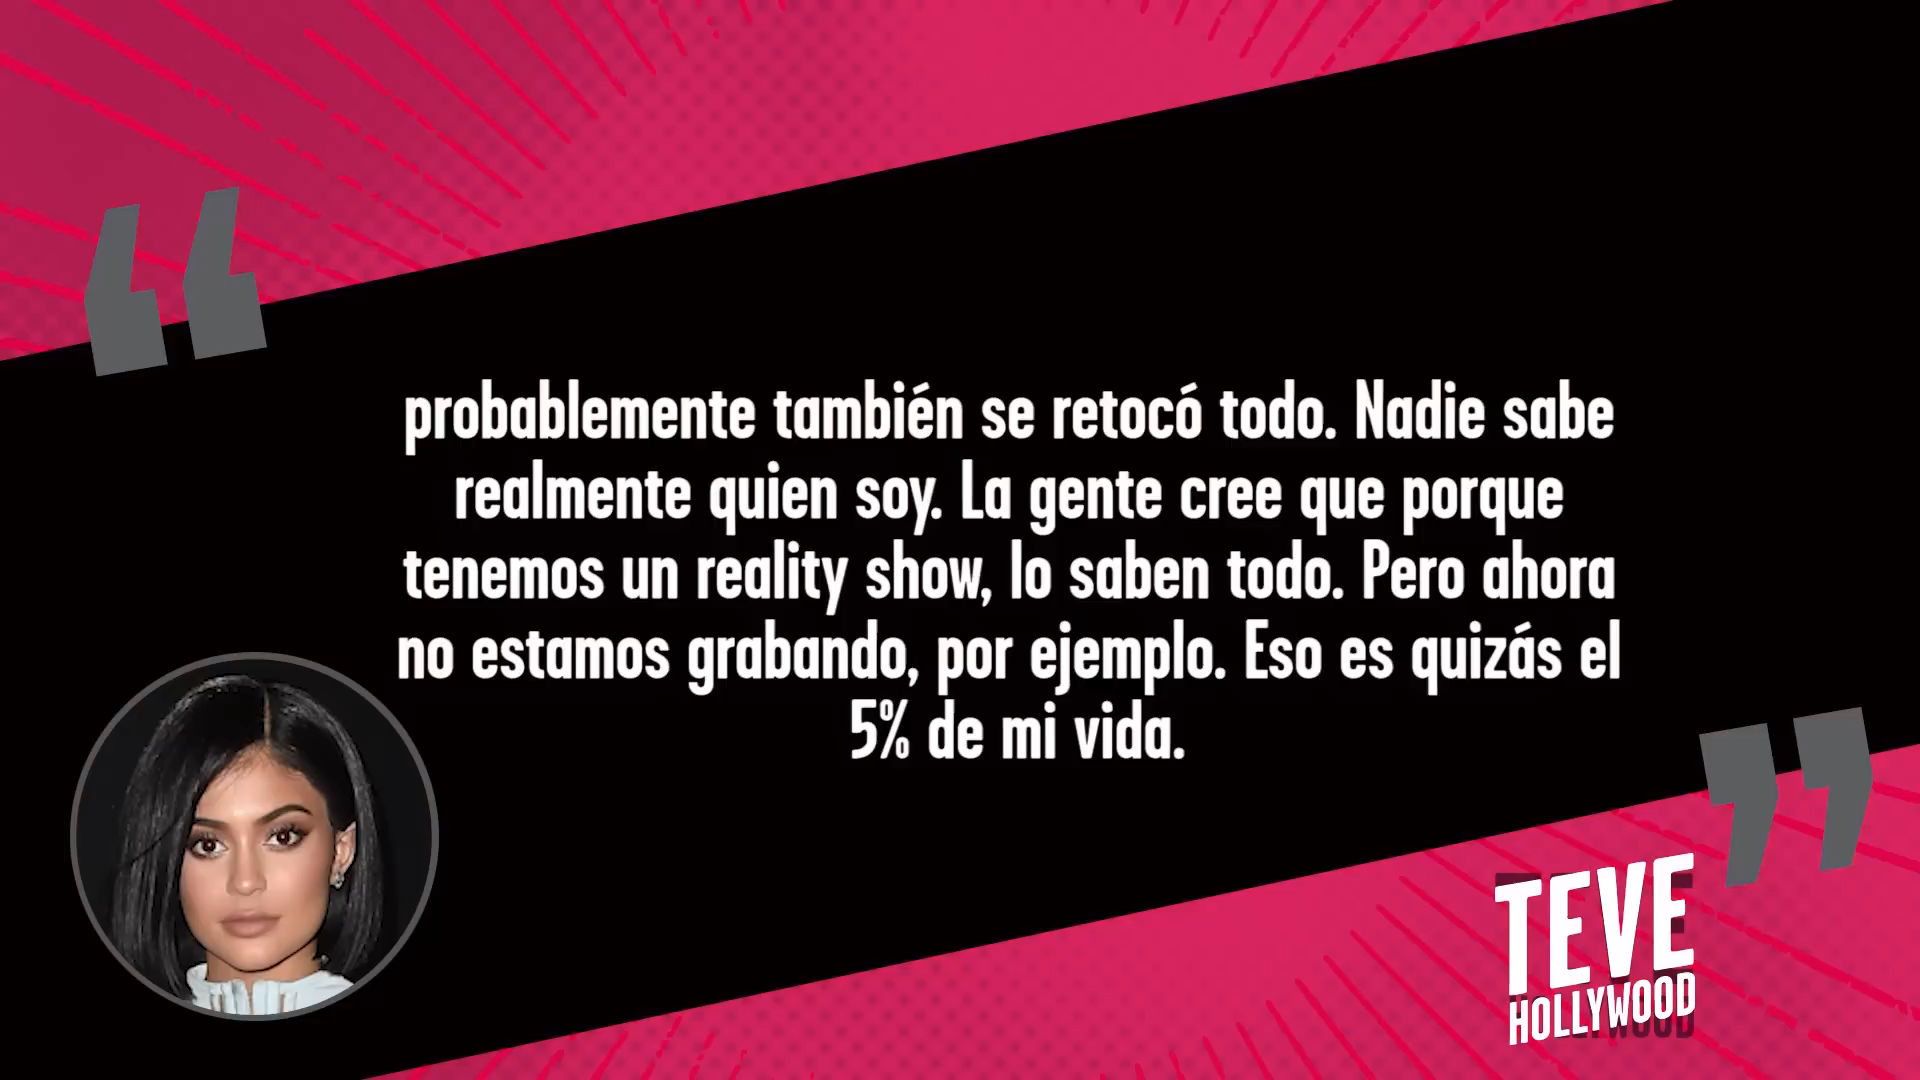 probablemente también se retocó todo. Nadie sabe
realmente quien soy. La gente cree que porque
tenemos un reality show, lo saben todo. Pero ahora
no estamos grabando, por ejemplo. Eso es quizás el
5% de mi vida.
TEVE
HOLLYWOOD